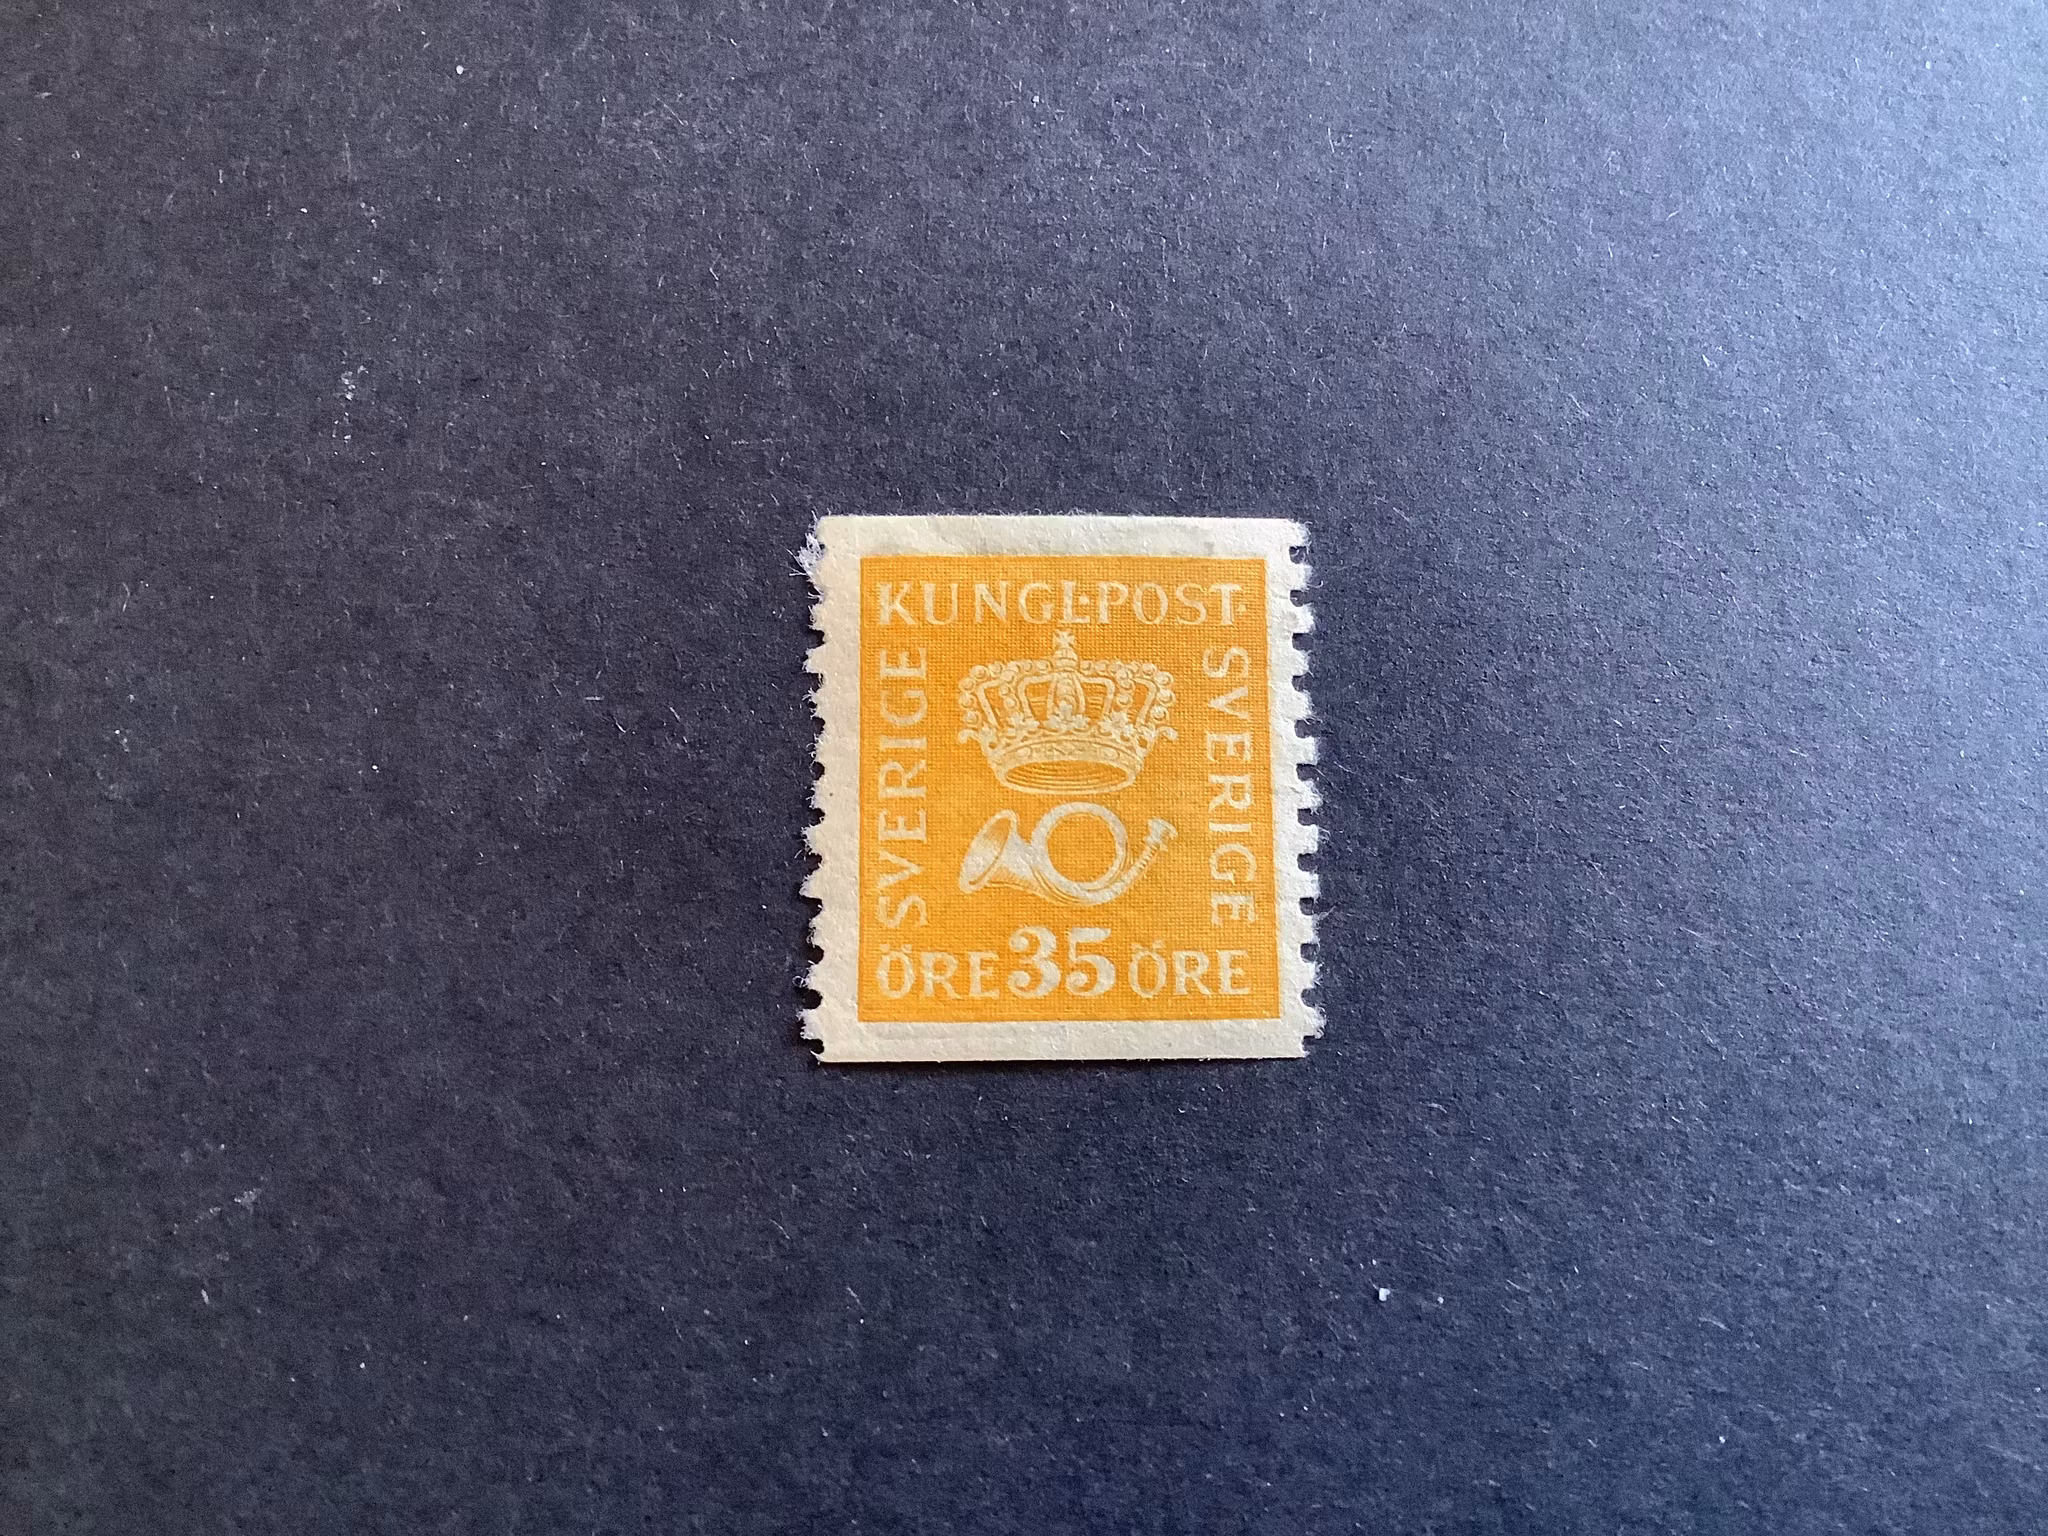 KUNGL·POST·
SVERIGE
SVERIGE
ÖRE 35 ÖRE